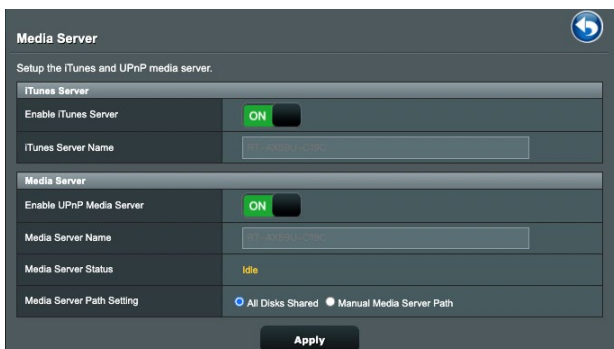 Media Server
Setup the iTunes and UPnP media server.
iTunes Server
Enable iTunes Server
ON
iTunes Server Name
Media Server
Enable UPnP Media Server
ON
Media Server Name
Media Server Status
Idle
Media Server Path Setting
All Disks Shared Manual Media Server Path
Apply